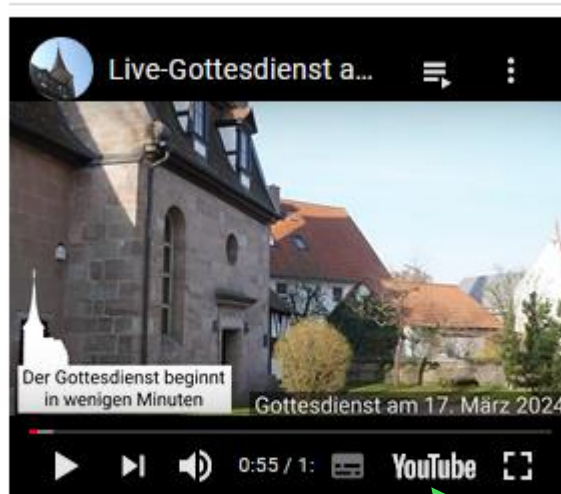 Live-Gottesdienst a...
Der Gottesdienst beginnt
in wenigen Minuten
Gottesdienst am 17. März 2024
0:55 / 1:
YouTube